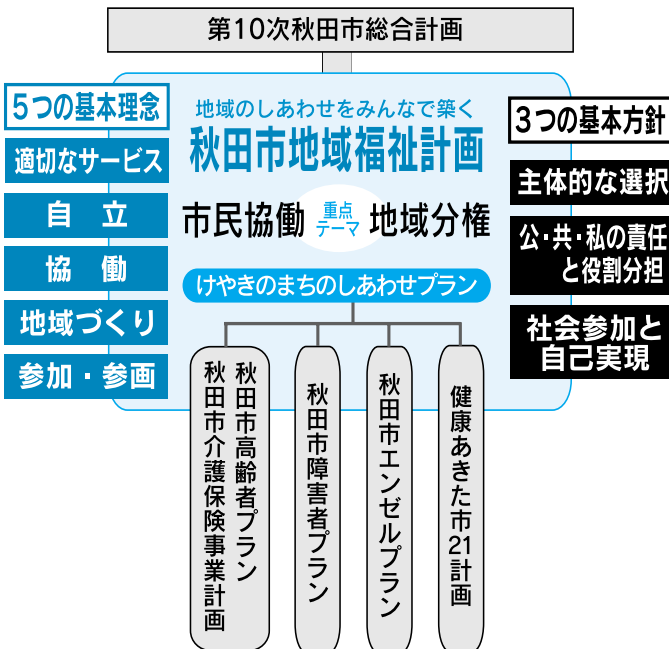 第10次秋田市総合計画
5つの基本理念
適切なサービス
自 立
協 働
地域づくり
参加・参画
地域のしあわせをみんなで築く
秋田市地域福祉計画
市民協働
重点
テーマ
地域分権
けやきのまちのしあわせプラン
3つの基本方針
主体的な選択
公・共・私の責任
と役割分担
社会参加と
自己実現
秋田市高齢者プラン
秋田市介護保険事業計画
秋田市障害者プラン
秋田市エンゼルプラン
健康あきた市21計画